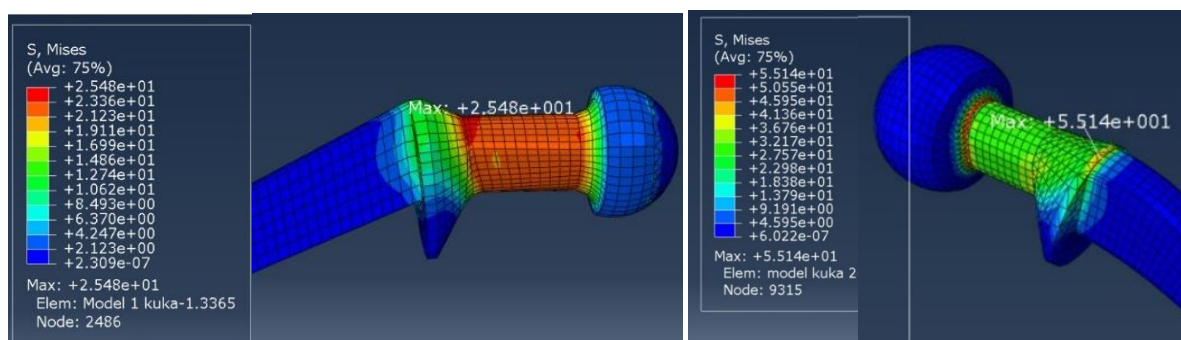 S, Mises
(Avg: 75%)
+2.548e+01
+2.336e+01
+2.123e+01
+1.911e+01
+1.699e+01
+1.486e+01
+1.274e+01
+1.062e+01
+8.493e+00
+6.370e+00
+4.247e+00
+2.123e+00
+2.309e-07
Max: +2.548e+01
Elem: Model 1 kuka-1.3365
Node: 2486
Max: +2.548e+001
S, Mises
(Avg: 75%)
+5.514e+01
+5.055e+01
+4.595e+01
+4.136e+01
+3.676e+01
+3.217e+01
+2.757e+01
+2.298e+01
+1.838e+01
+1.379e+01
+9.191e+00
+4.595e+00
+6.022e-07
Max: +5.514e+01
Elem: model kuka 2
Node: 9315
Max: +5.514e+001